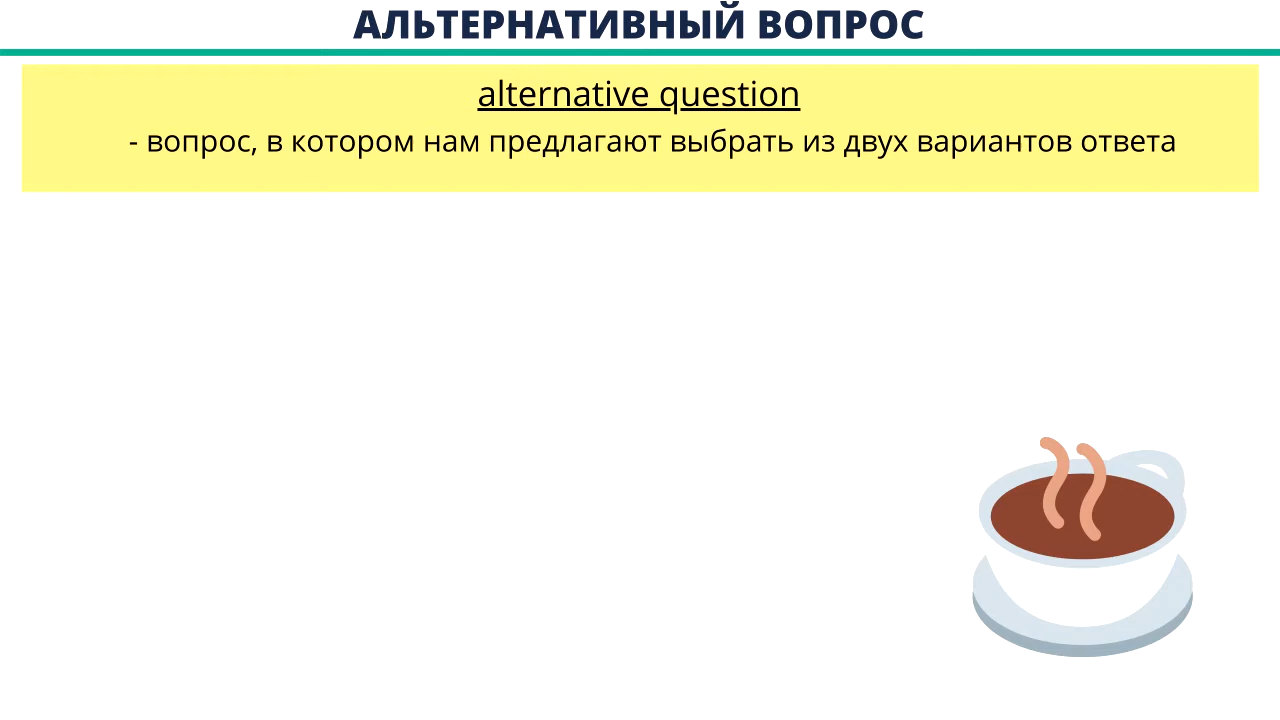 АЛЬТЕРНАТИВНЫЙ ВОПРОС
alternative question
- вопрос, в котором нам предлагают выбрать из двух вариантов ответа